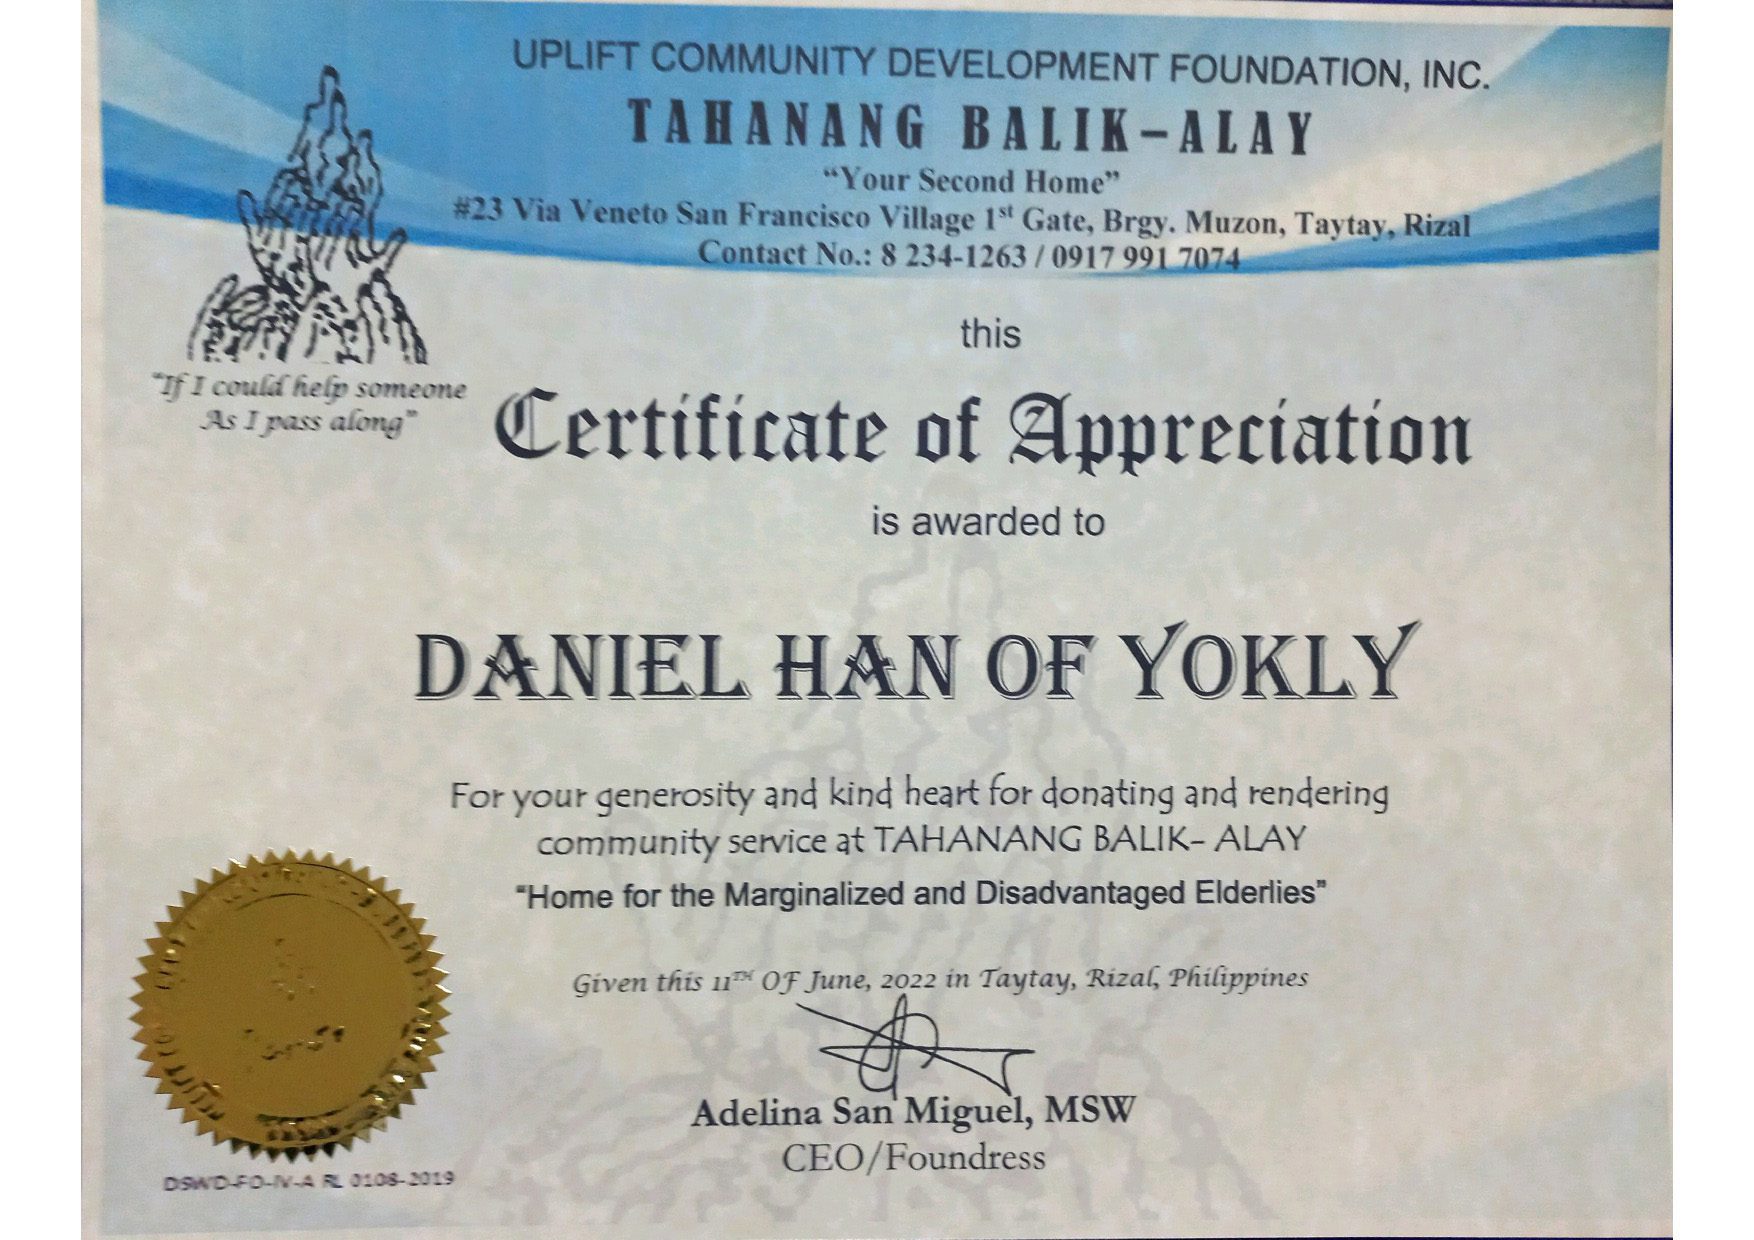 UPLIFT COMMUNITY DEVELOPMENT FOUNDATION, INC.
TAHANANG BALIK-ALAY
“Your Second Home”
#23 Via Veneto San Francisco Village 1st Gate, Brgy. Muzon, Taytay, Rizal
Contact No.: 8 234-1263 / 0917 991 7074
"If I could help someone
As I pass along"
this
Certificate of Appreciation
is awarded to
DANIEL HAN OF YOKLY
For your generosity and kind heart for donating and rendering
community service at TAHANANG BALIK- ALAY
“Home for the Marginalized and Disadvantaged Elderlies”
Given this 11TH OF June, 2022 in Taytay, Rizal, Philippines
Adelina San Miguel, MSW
CEO/Foundress
DSWD-FO-IV-A RL 0108-2019